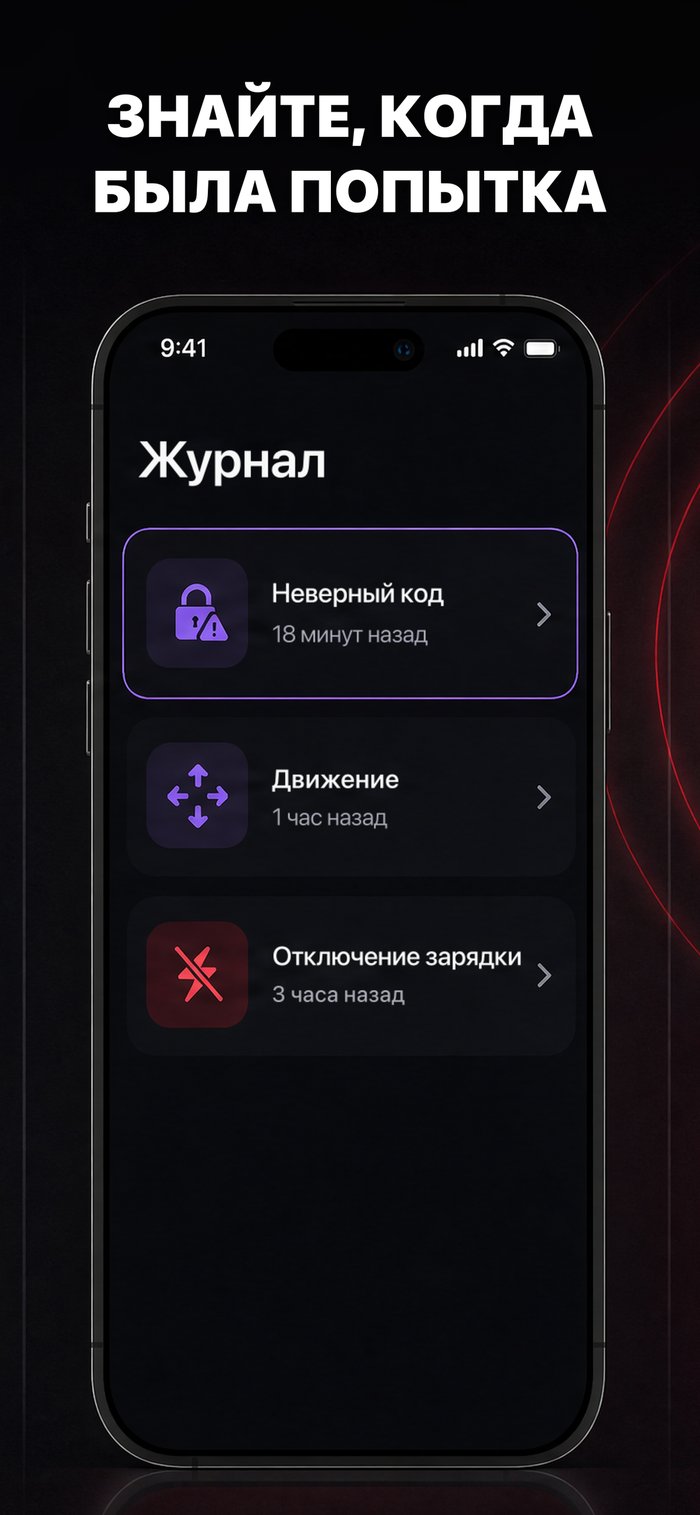 ЗНАЙТЕ, КОГДА
БЫЛА ПОПЫТКА
9:41
Журнал
Неверный код
18 минут назад
Движение
1 час назад
Отключение зарядки
3 часа назад